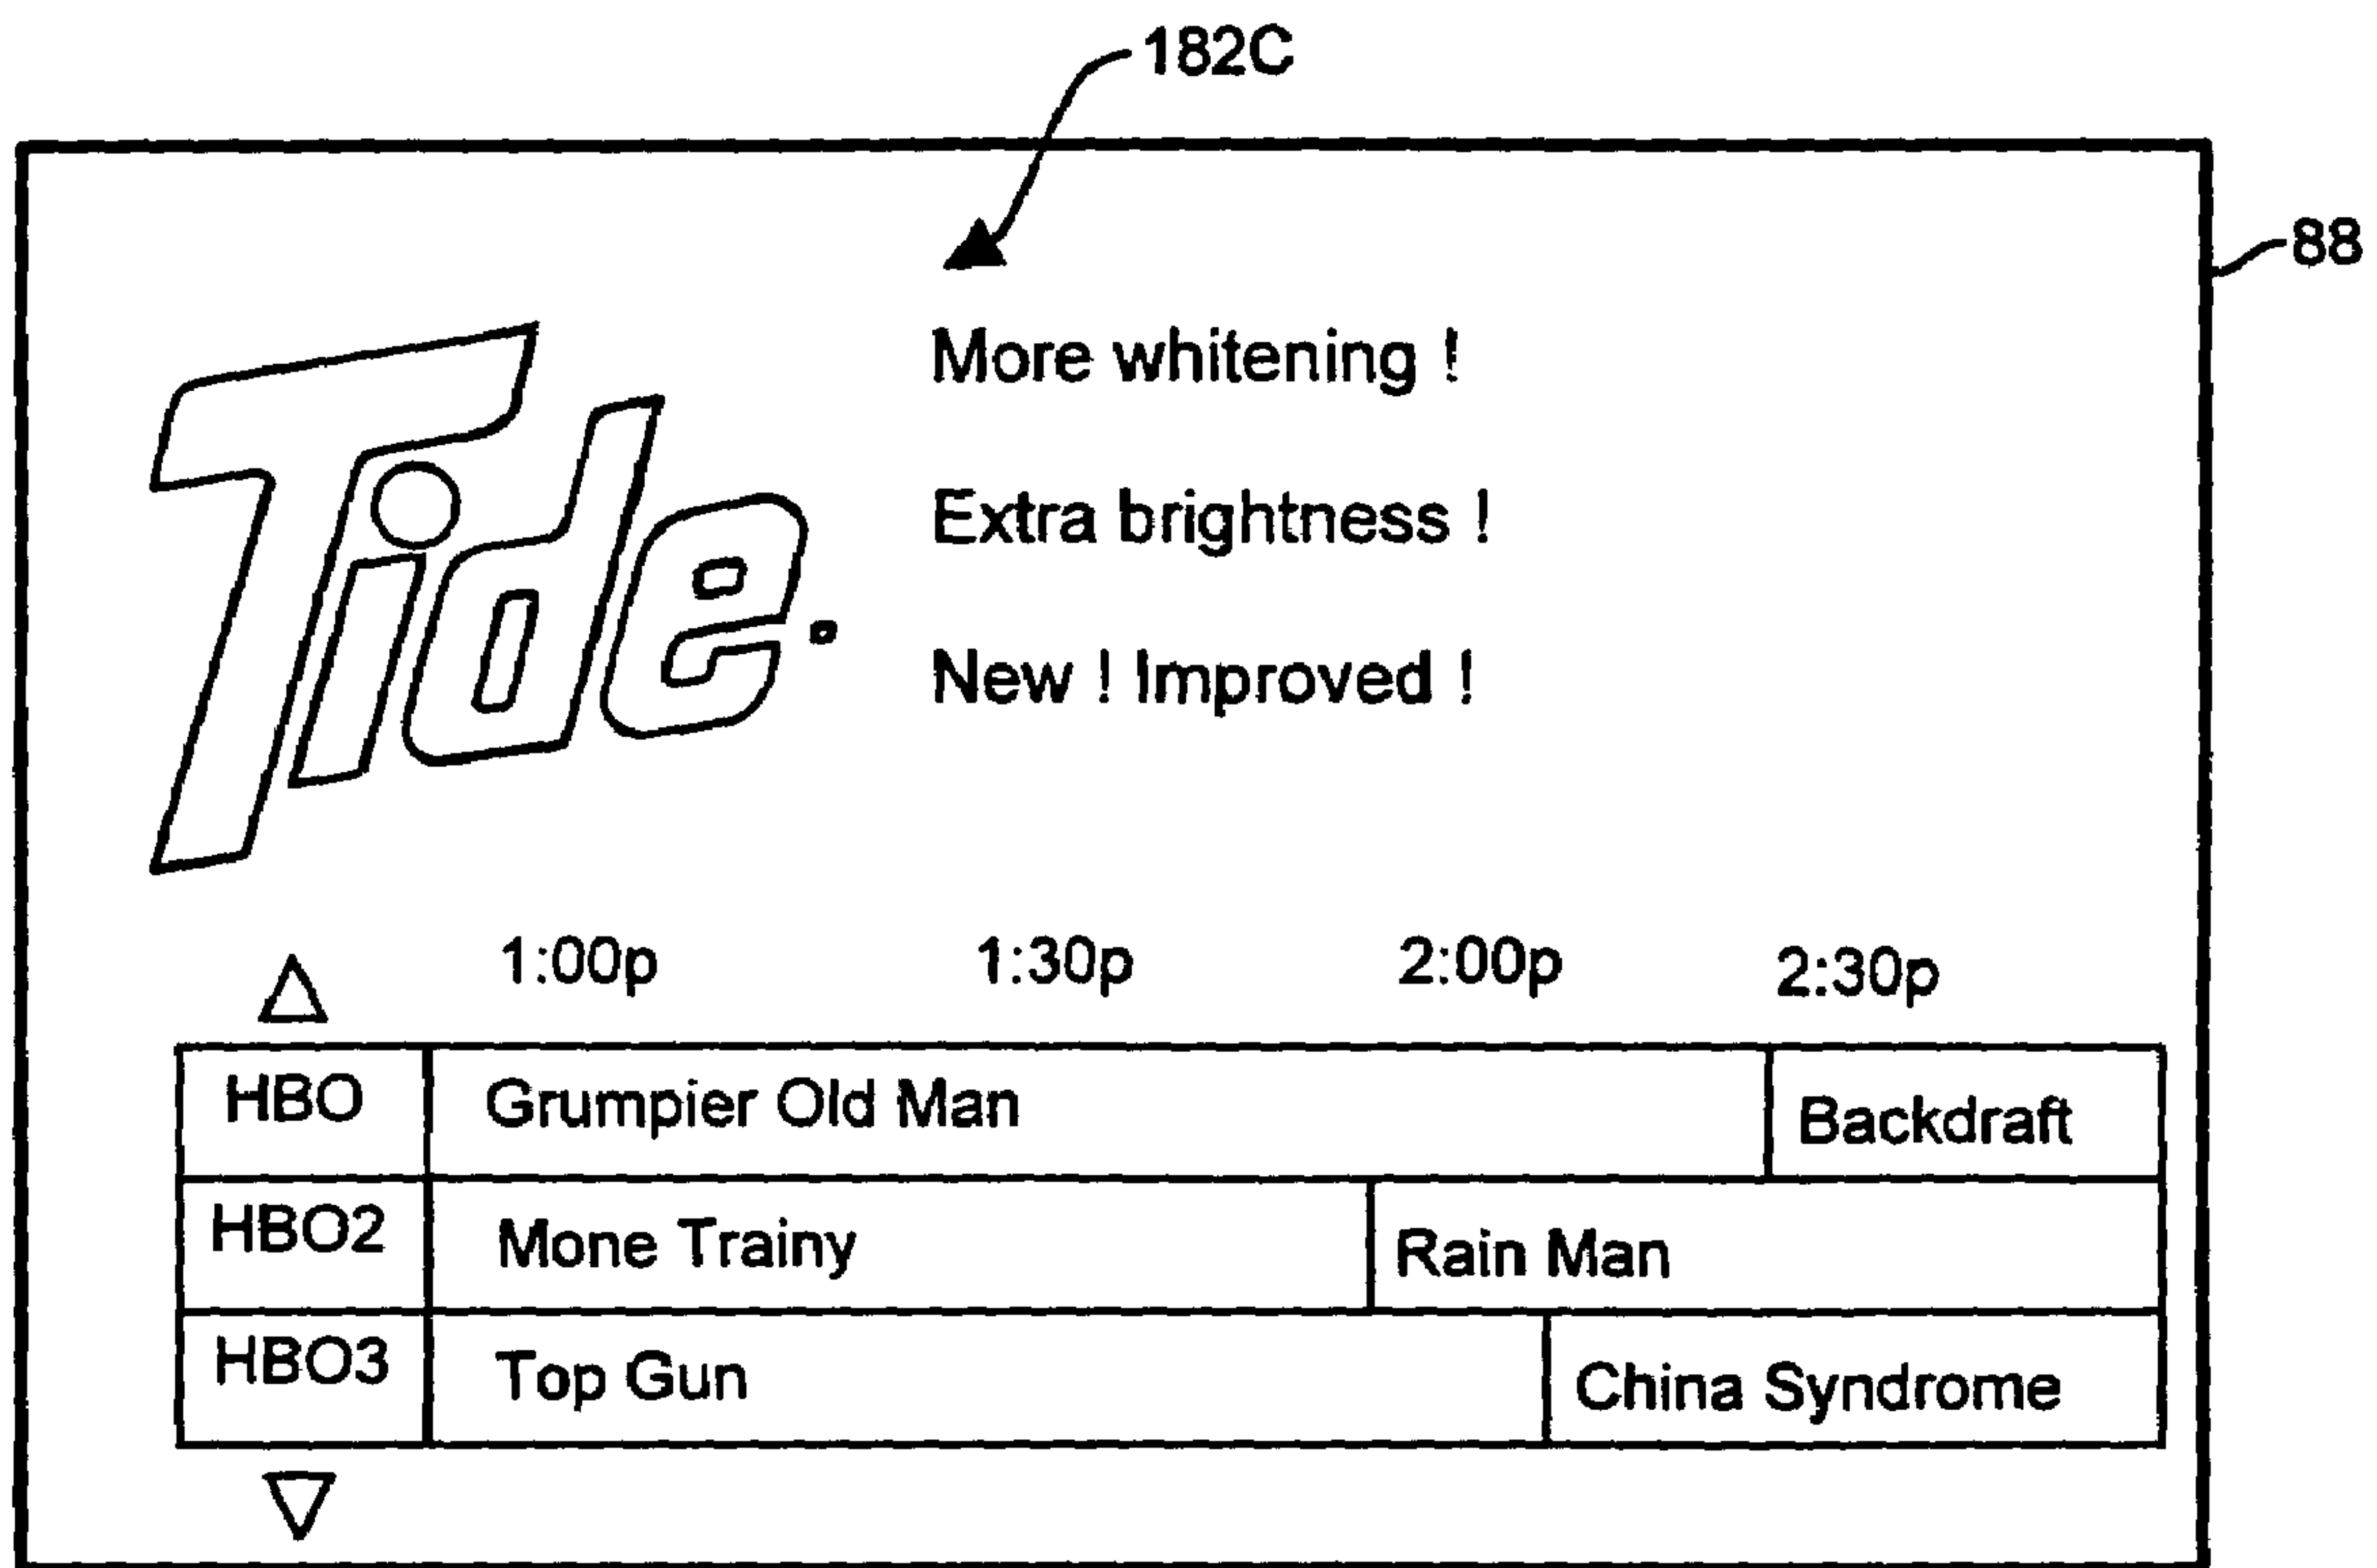 182C
88
Tide.
More whitening !
Extra brightness !
New ! Improved !
1:00p 1:30p 2:00p 2:30p
HBO Grumpier Old Man Backdraft
HBO2 Mone Trainy Rain Man
HBO3 Top Gun China Syndrome